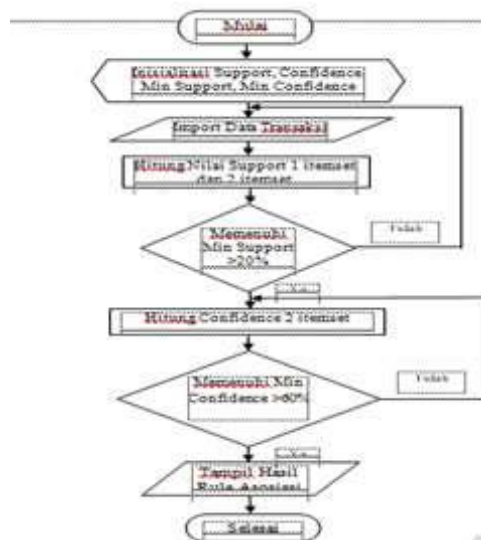 Mulai
Inisialisasi Support, Confidence
Min Support, Min Confidence
Import Data Transaksi
Hitung Nilai Support 1 itemset
dan 2 itemset
Memenuhi
Min Support
>20%
Tidak
Ya
Hitung Confidence 2 itemset
Memenuhi Min
Confidence >60%
Tidak
Ya
Tampil Hasil
Rule Asosiasi
Selesai